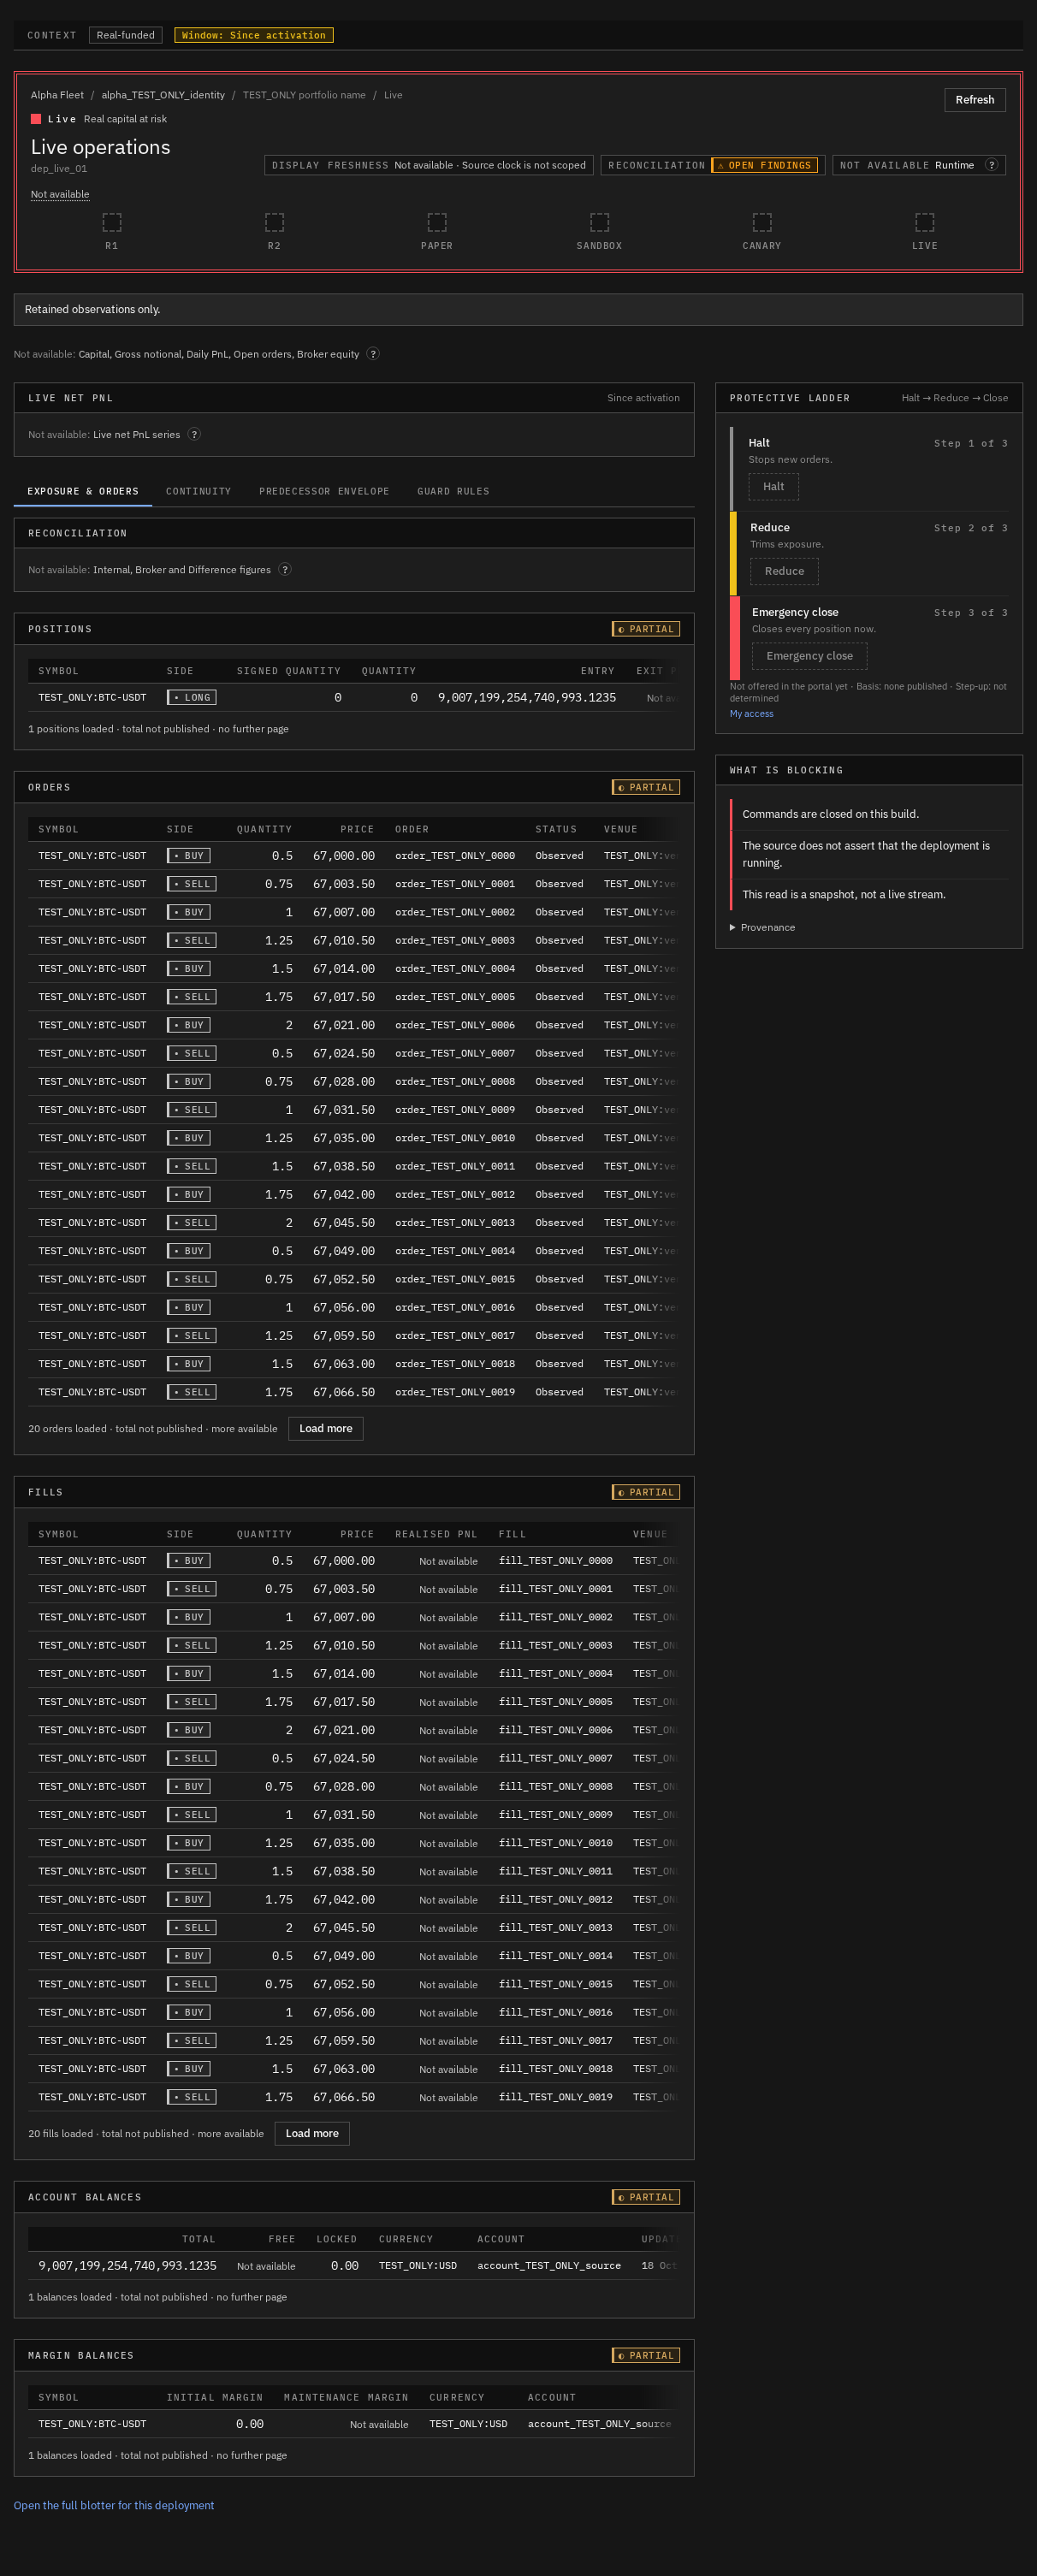 CONTEXT Real-funded Window: Since activation
Alpha Fleet / alpha_TEST_ONLY_identity / TEST_ONLY portfolio name / Live
Refresh
Live Real capital at risk
Live operations
dep_live_01
DISPLAY FRESHNESS Not available · Source clock is not scoped
RECONCILIATION ⚠ OPEN FINDINGS
NOT AVAILABLE Runtime ?
Not available
R1 R2 PAPER SANDBOX CANARY LIVE
Retained observations only.
Not available: Capital, Gross notional, Daily PnL, Open orders, Broker equity ?
LIVE NET PNL Since activation
Not available: Live net PnL series ?
EXPOSURE & ORDERS CONTINUITY PREDECESSOR ENVELOPE GUARD RULES
RECONCILIATION
Not available: Internal, Broker and Difference figures ?
POSITIONS ◐ PARTIAL
SYMBOL SIDE SIGNED QUANTITY QUANTITY ENTRY EXIT
TEST_ONLY:BTC-USDT • LONG 0 0 9,007,199,254,740,993.1235 Not
1 positions loaded · total not published · no further page
ORDERS ◐ PARTIAL
SYMBOL SIDE QUANTITY PRICE ORDER STATUS VENUE
TEST_ONLY:BTC-USDT • BUY 0.5 67,000.00 order_TEST_ONLY_0000 Observed TEST_ONLY:
TEST_ONLY:BTC-USDT • SELL 0.75 67,003.50 order_TEST_ONLY_0001 Observed TEST_ONLY:
TEST_ONLY:BTC-USDT • BUY 1 67,007.00 order_TEST_ONLY_0002 Observed TEST_ONLY:
TEST_ONLY:BTC-USDT • SELL 1.25 67,010.50 order_TEST_ONLY_0003 Observed TEST_ONLY:
TEST_ONLY:BTC-USDT • BUY 1.5 67,014.00 order_TEST_ONLY_0004 Observed TEST_ONLY:
TEST_ONLY:BTC-USDT • SELL 1.75 67,017.50 order_TEST_ONLY_0005 Observed TEST_ONLY:
TEST_ONLY:BTC-USDT • BUY 2 67,021.00 order_TEST_ONLY_0006 Observed TEST_ONLY:
TEST_ONLY:BTC-USDT • SELL 0.5 67,024.50 order_TEST_ONLY_0007 Observed TEST_ONLY:
TEST_ONLY:BTC-USDT • BUY 0.75 67,028.00 order_TEST_ONLY_0008 Observed TEST_ONLY:
TEST_ONLY:BTC-USDT • SELL 1 67,031.50 order_TEST_ONLY_0009 Observed TEST_ONLY:
TEST_ONLY:BTC-USDT • BUY 1.25 67,035.00 order_TEST_ONLY_0010 Observed TEST_ONLY:
TEST_ONLY:BTC-USDT • SELL 1.5 67,038.50 order_TEST_ONLY_0011 Observed TEST_ONLY:
TEST_ONLY:BTC-USDT • BUY 1.75 67,042.00 order_TEST_ONLY_0012 Observed TEST_ONLY:
TEST_ONLY:BTC-USDT • SELL 2 67,045.50 order_TEST_ONLY_0013 Observed TEST_ONLY:
TEST_ONLY:BTC-USDT • BUY 0.5 67,049.00 order_TEST_ONLY_0014 Observed TEST_ONLY:
TEST_ONLY:BTC-USDT • SELL 0.75 67,052.50 order_TEST_ONLY_0015 Observed TEST_ONLY:
TEST_ONLY:BTC-USDT • BUY 1 67,056.00 order_TEST_ONLY_0016 Observed TEST_ONLY:
TEST_ONLY:BTC-USDT • SELL 1.25 67,059.50 order_TEST_ONLY_0017 Observed TEST_ONLY:
TEST_ONLY:BTC-USDT • BUY 1.5 67,063.00 order_TEST_ONLY_0018 Observed TEST_ONLY:
TEST_ONLY:BTC-USDT • SELL 1.75 67,066.50 order_TEST_ONLY_0019 Observed TEST_ONLY:
20 orders loaded · total not published · more available Load more
FILLS ◐ PARTIAL
SYMBOL SIDE QUANTITY PRICE REALISED PNL FILL VENUE
TEST_ONLY:BTC-USDT • BUY 0.5 67,000.00 Not available fill_TEST_ONLY_0000
TEST_ONLY:BTC-USDT • SELL 0.75 67,003.50 Not available fill_TEST_ONLY_0001
TEST_ONLY:BTC-USDT • BUY 1 67,007.00 Not available fill_TEST_ONLY_0002
TEST_ONLY:BTC-USDT • SELL 1.25 67,010.50 Not available fill_TEST_ONLY_0003
TEST_ONLY:BTC-USDT • BUY 1.5 67,014.00 Not available fill_TEST_ONLY_0004
TEST_ONLY:BTC-USDT • SELL 1.75 67,017.50 Not available fill_TEST_ONLY_0005
TEST_ONLY:BTC-USDT • BUY 2 67,021.00 Not available fill_TEST_ONLY_0006
TEST_ONLY:BTC-USDT • SELL 0.5 67,024.50 Not available fill_TEST_ONLY_0007
TEST_ONLY:BTC-USDT • BUY 0.75 67,028.00 Not available fill_TEST_ONLY_0008
TEST_ONLY:BTC-USDT • SELL 1 67,031.50 Not available fill_TEST_ONLY_0009
TEST_ONLY:BTC-USDT • BUY 1.25 67,035.00 Not available fill_TEST_ONLY_0010
TEST_ONLY:BTC-USDT • SELL 1.5 67,038.50 Not available fill_TEST_ONLY_0011
TEST_ONLY:BTC-USDT • BUY 1.75 67,042.00 Not available fill_TEST_ONLY_0012
TEST_ONLY:BTC-USDT • SELL 2 67,045.50 Not available fill_TEST_ONLY_0013
TEST_ONLY:BTC-USDT • BUY 0.5 67,049.00 Not available fill_TEST_ONLY_0014
TEST_ONLY:BTC-USDT • SELL 0.75 67,052.50 Not available fill_TEST_ONLY_0015
TEST_ONLY:BTC-USDT • BUY 1 67,056.00 Not available fill_TEST_ONLY_0016
TEST_ONLY:BTC-USDT • SELL 1.25 67,059.50 Not available fill_TEST_ONLY_0017
TEST_ONLY:BTC-USDT • BUY 1.5 67,063.00 Not available fill_TEST_ONLY_0018
TEST_ONLY:BTC-USDT • SELL 1.75 67,066.50 Not available fill_TEST_ONLY_0019
20 fills loaded · total not published · more available Load more
ACCOUNT BALANCES ◐ PARTIAL
TOTAL FREE LOCKED CURRENCY ACCOUNT
9,007,199,254,740,993.1235 Not available 0.00 TEST_ONLY:USD account_TEST_ONLY_source 18 Oct
1 balances loaded · total not published · no further page
MARGIN BALANCES ◐ PARTIAL
SYMBOL INITIAL MARGIN MAINTENANCE MARGIN CURRENCY ACCOUNT
TEST_ONLY:BTC-USDT 0.00 Not available TEST_ONLY:USD account_TEST_ONLY_source
1 balances loaded · total not published · no further page
Open the full blotter for this deployment
PROTECTIVE LADDER Halt → Reduce → Close
Halt Step 1 of 3
Stops new orders.
Halt
Reduce Step 2 of 3
Trims exposure.
Reduce
Emergency close Step 3 of 3
Closes every position now.
Emergency close
Not offered in the portal yet · Basis: none published · Step-up: not
determined
My access
WHAT IS BLOCKING
Commands are closed on this build.
The source does not assert that the deployment is
running.
This read is a snapshot, not a live stream.
▶ Provenance